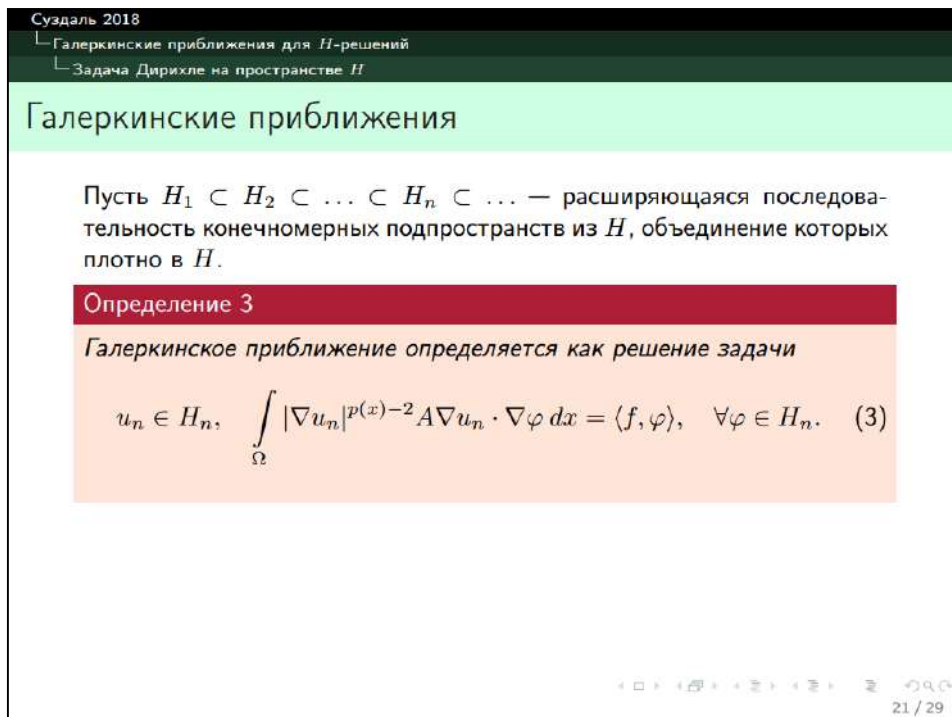 Суздаль 2018
Галеркинские приближения для H-решений
Задача Дирихле на пространстве H
Галеркинские приближения
Пусть H₁ ⊂ H₂ ⊂ … ⊂ Hₙ ⊂ … — расширяющаяся последова-
тельность конечномерных подпространств из H, объединение которых
плотно в H.
Определение 3
Галеркинское приближение определяется как решение задачи
uₙ ∈ Hₙ, ∫_Ω |∇uₙ|^{p(x)−2} A∇uₙ · ∇φ dx = ⟨f, φ⟩, ∀φ ∈ Hₙ. (3)
21 / 29